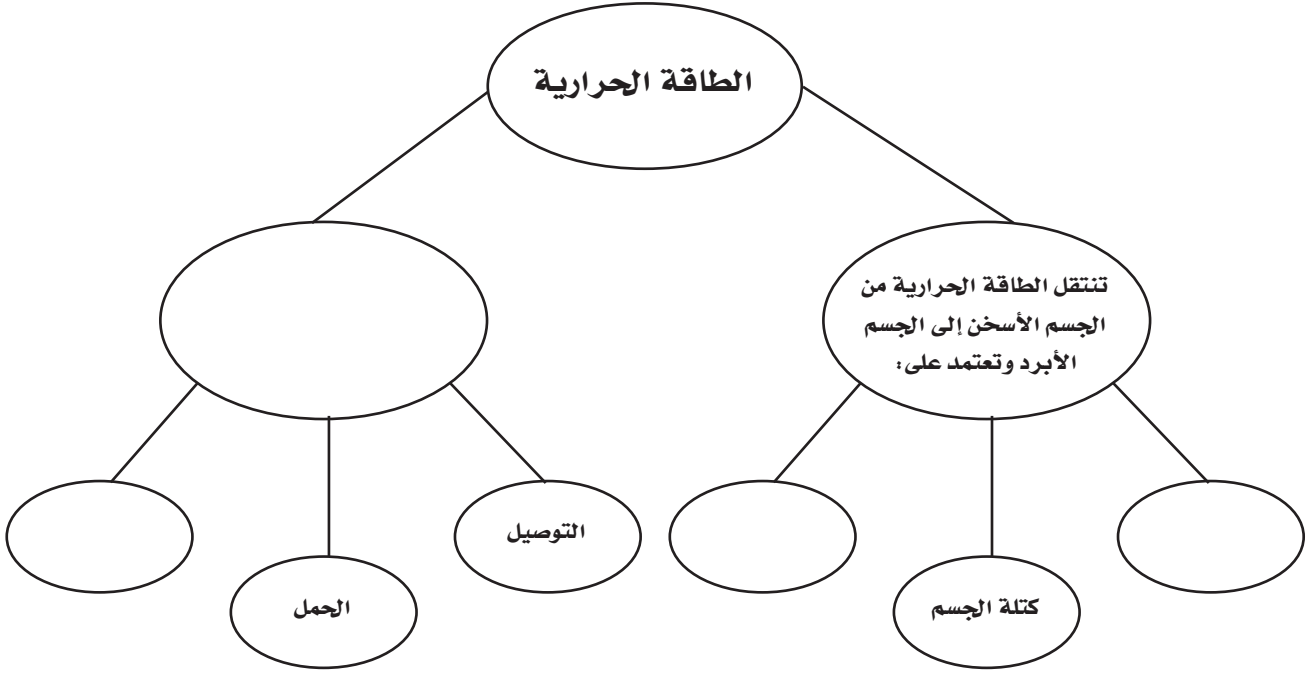 الطاقة الحرارية
تنتقل الطاقة الحرارية من
الجسم الأسخن إلى الجسم
الأبرد وتعتمد على:
كتلة الجسم
التوصيل
الحمل